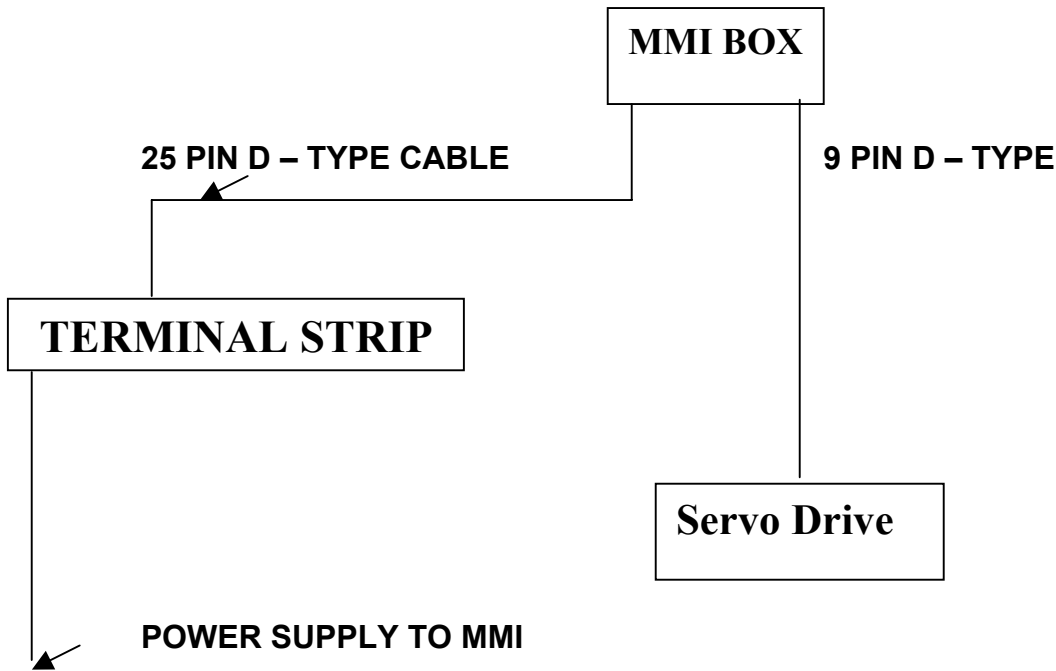 MMI BOX
25 PIN D – TYPE CABLE
9 PIN D – TYPE
TERMINAL STRIP
Servo Drive
POWER SUPPLY TO MMI